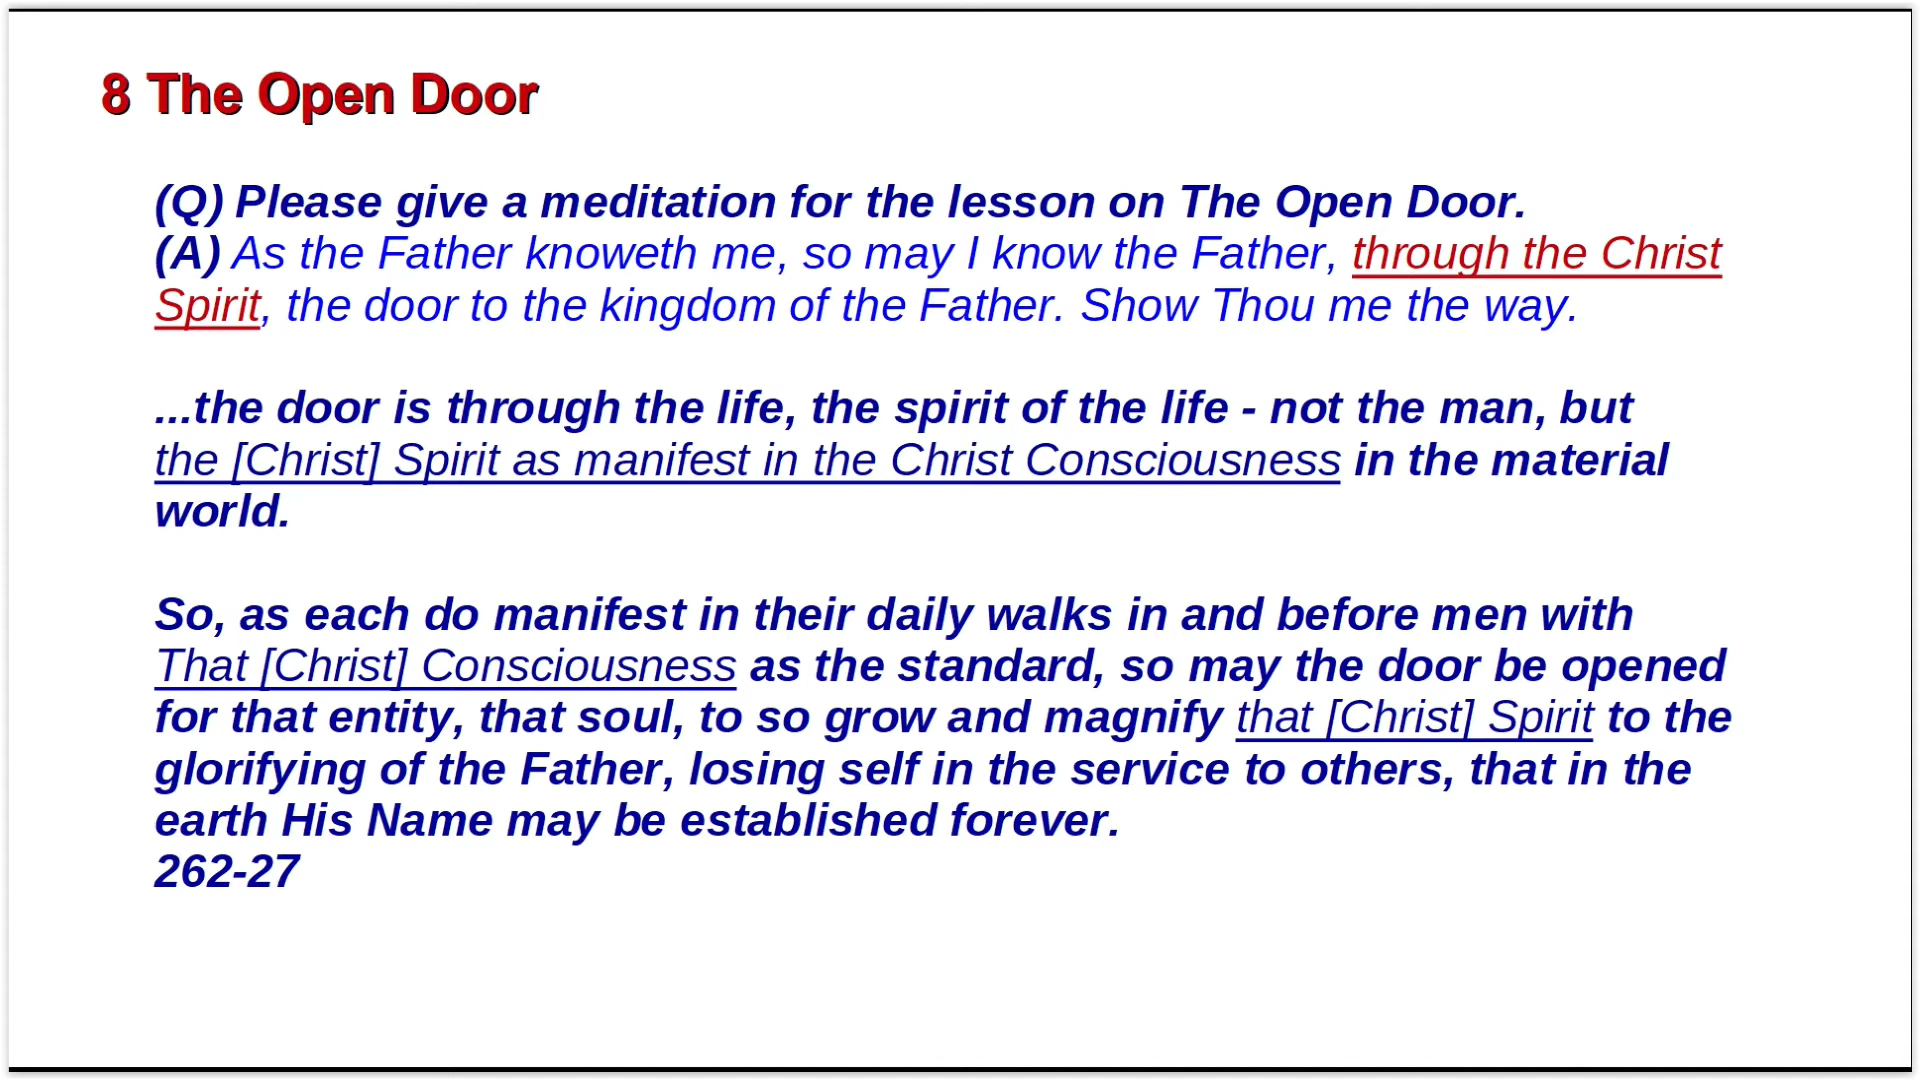 8 The Open Door
(Q) Please give a meditation for the lesson on The Open Door.
(A) As the Father knoweth me, so may I know the Father, through the Christ
Spirit, the door to the kingdom of the Father. Show Thou me the way.
...the door is through the life, the spirit of the life - not the man, but
the [Christ] Spirit as manifest in the Christ Consciousness in the material
world.
So, as each do manifest in their daily walks in and before men with
That [Christ] Consciousness as the standard, so may the door be opened
for that entity, that soul, to so grow and magnify that [Christ] Spirit to the
glorifying of the Father, losing self in the service to others, that in the
earth His Name may be established forever.
262-27